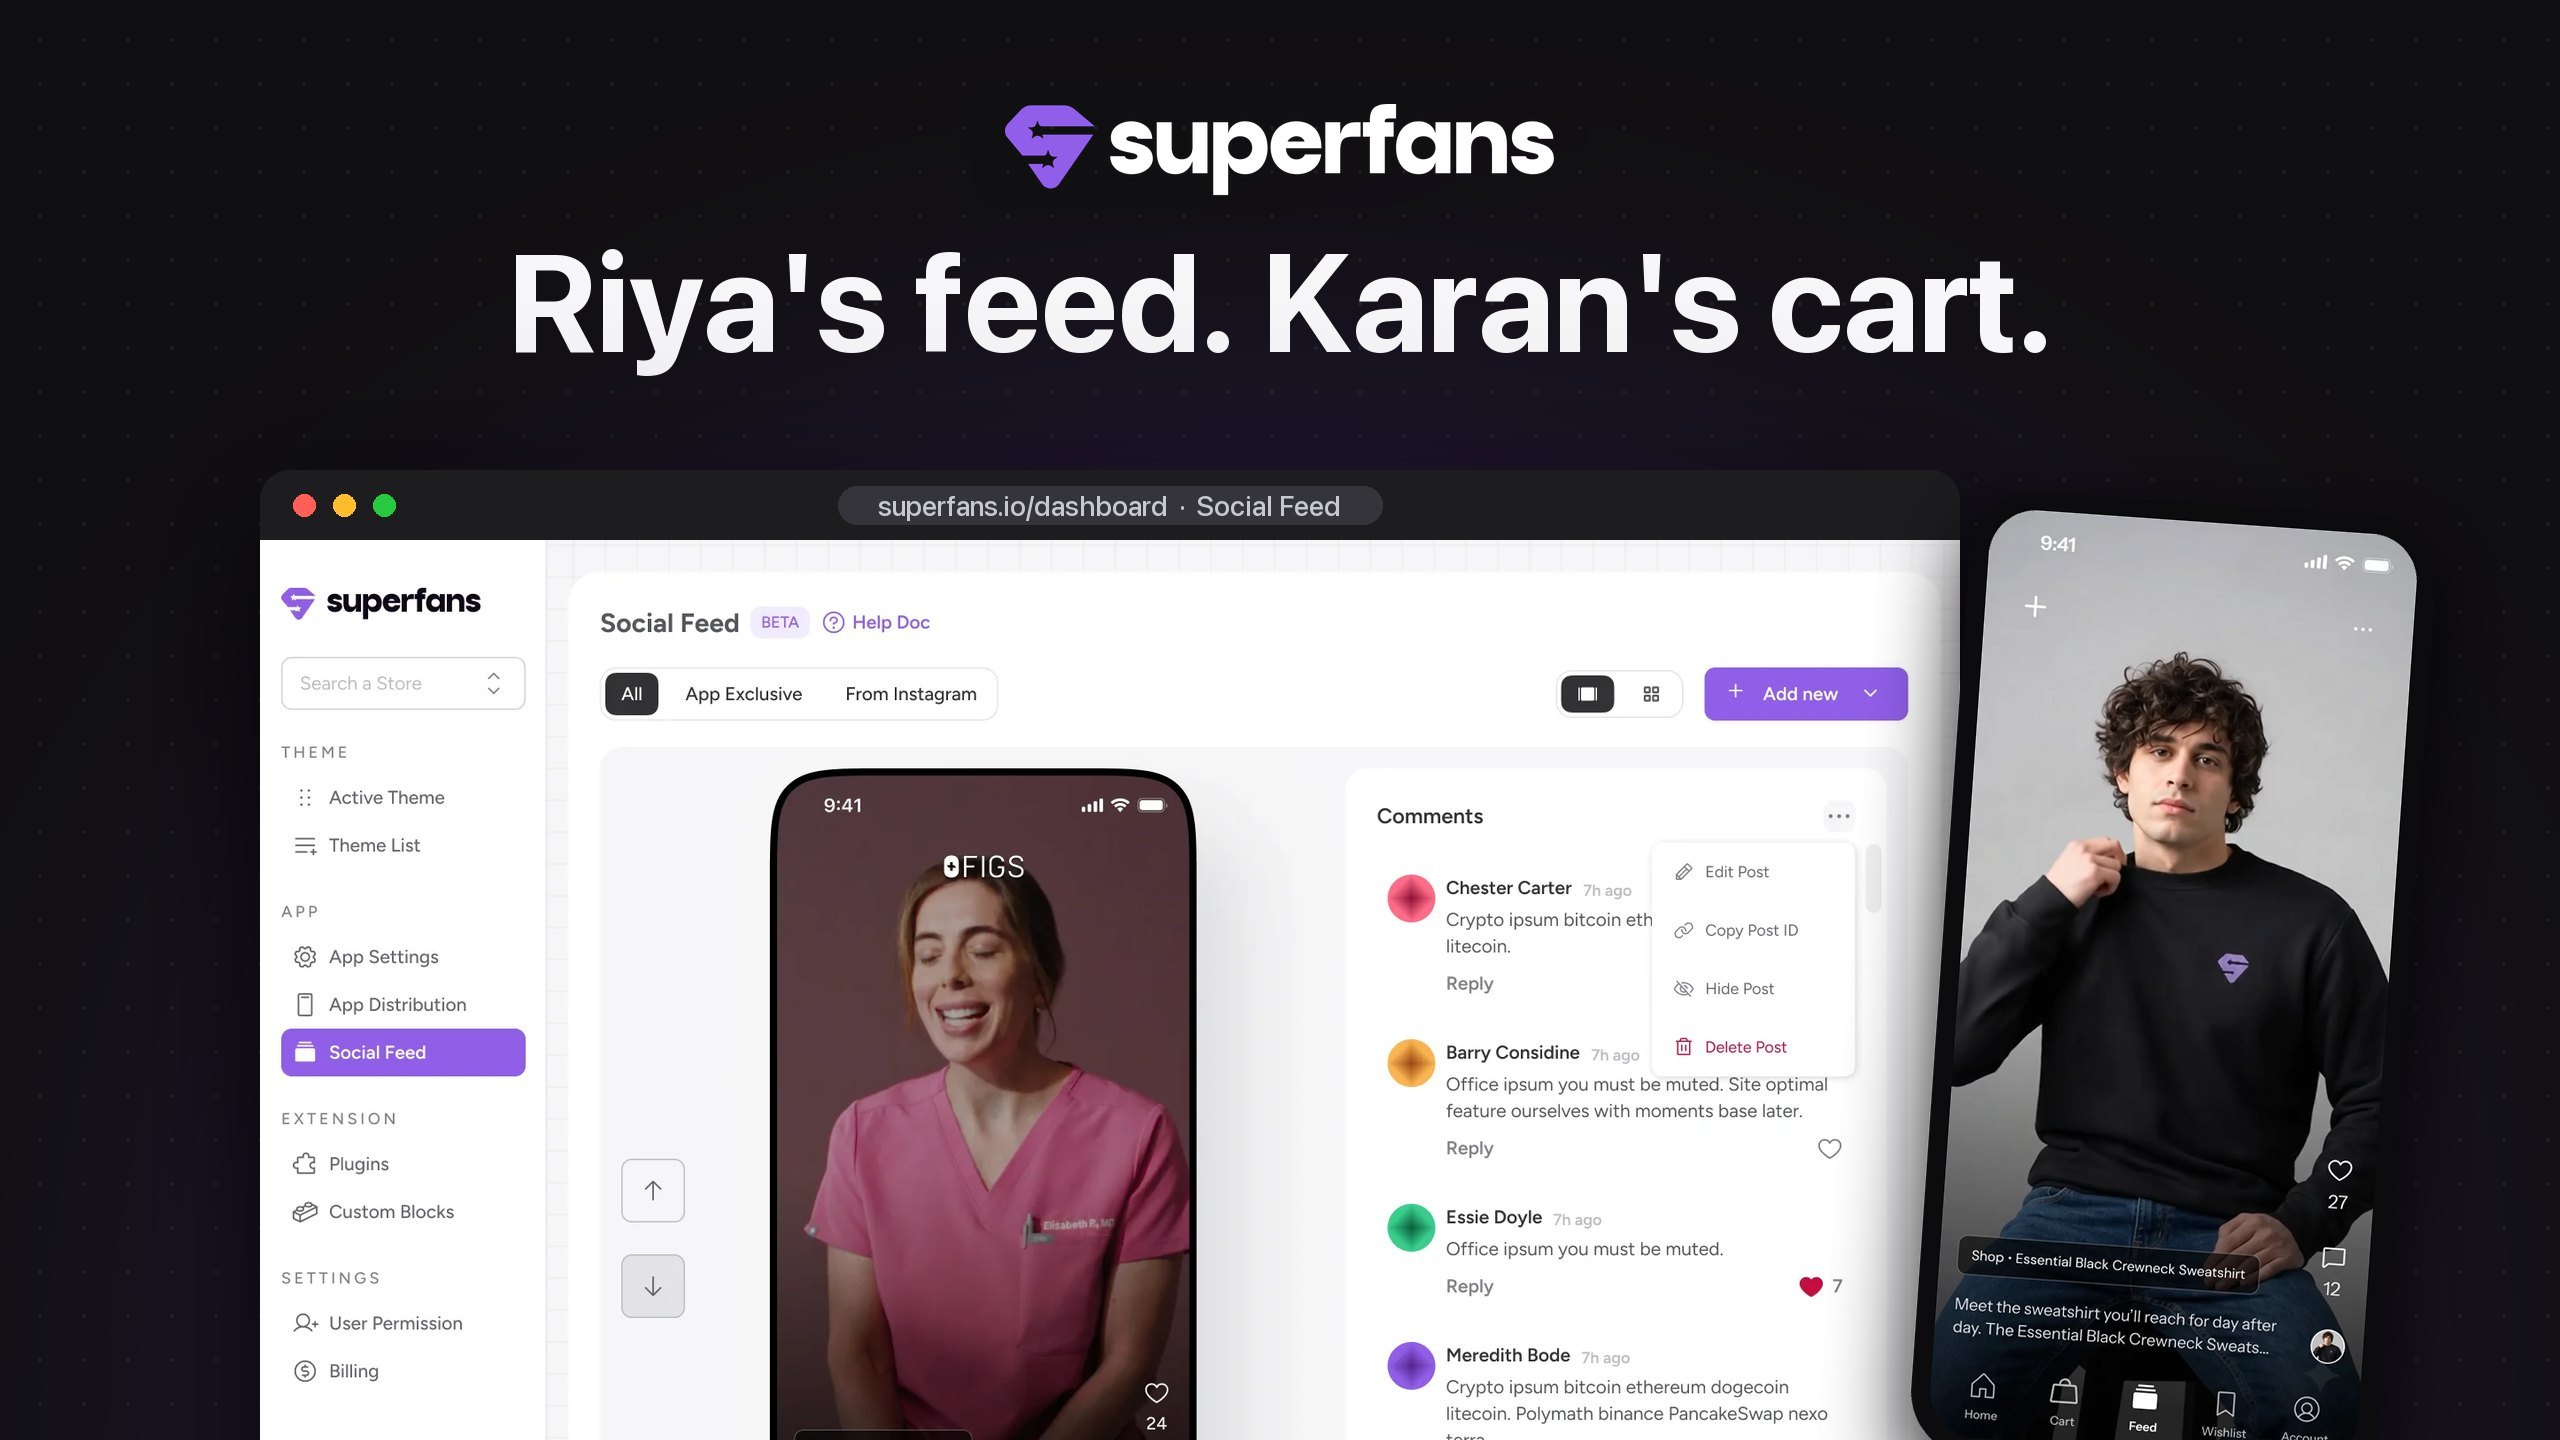 superfans
Riya's feed. Karan's cart.
superfans.io/dashboard · Social Feed
superfans
Search a Store
THEME
Active Theme
Theme List
APP
App Settings
App Distribution
Social Feed
EXTENSION
Plugins
Custom Blocks
SETTINGS
User Permission
Billing
Social Feed BETA Help Doc
All App Exclusive From Instagram
Add new
9:41
FIGS
Elisabeth R, MD
24
Comments
Edit Post
Copy Post ID
Hide Post
Delete Post
Chester Carter 7h ago
Crypto ipsum bitcoin eth
litecoin.
Reply
Barry Considine 7h ago
Office ipsum you must be muted. Site optimal
feature ourselves with moments base later.
Reply
Essie Doyle 7h ago
Office ipsum you must be muted.
Reply
7
Meredith Bode 7h ago
Crypto ipsum bitcoin ethereum dogecoin
litecoin. Polymath binance PancakeSwap nexo
9:41
27
12
Shop • Essential Black Crewneck Sweatshirt
Meet the sweatshirt you'll reach for day after
day. The Essential Black Crewneck Sweats...
Home
Cart
Feed
Wishlist
Account